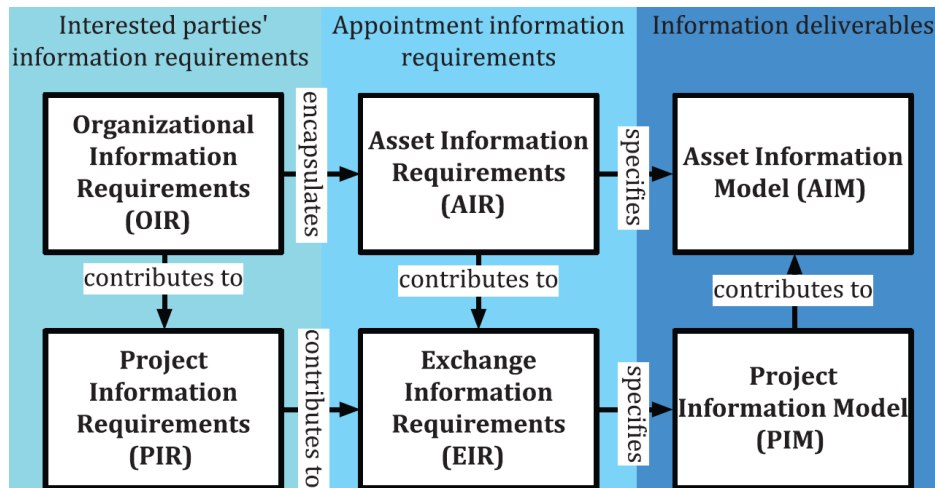 Interested parties'
information requirements
Appointment information
requirements
Information deliverables
Organizational
Information
Requirements
(OIR)
encapsulates
Asset Information
Requirements
(AIR)
specifies
Asset Information
Model (AIM)
contributes to
contributes to
contributes to
Project
Information
Requirements
(PIR)
contributes to
Exchange
Information
Requirements
(EIR)
specifies
Project
Information Model
(PIM)